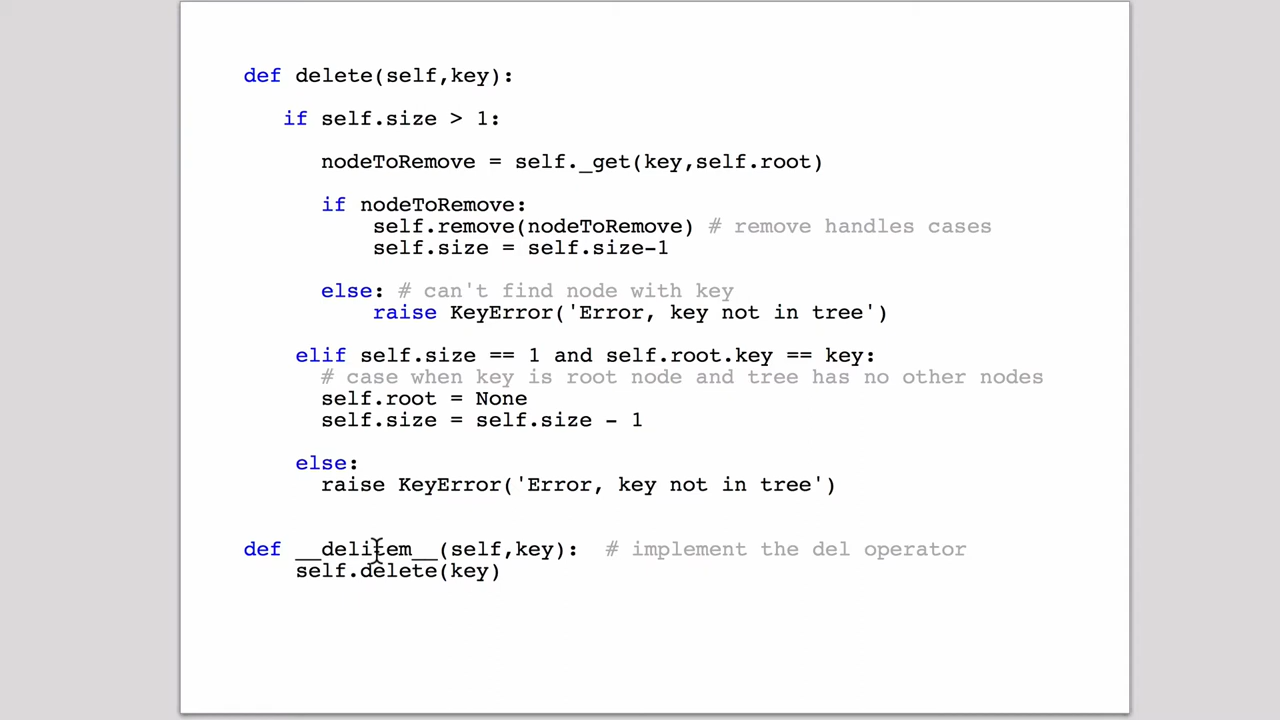 def delete(self,key):
if self.size > 1:
nodeToRemove = self._get(key,self.root)
if nodeToRemove:
self.remove(nodeToRemove) # remove handles cases
self.size = self.size-1
else: # can't find node with key
raise KeyError('Error, key not in tree')
elif self.size == 1 and self.root.key == key:
# case when key is root node and tree has no other nodes
self.root = None
self.size = self.size - 1
else:
raise KeyError('Error, key not in tree')
def __delitem__(self,key):  # implement the del operator
self.delete(key)